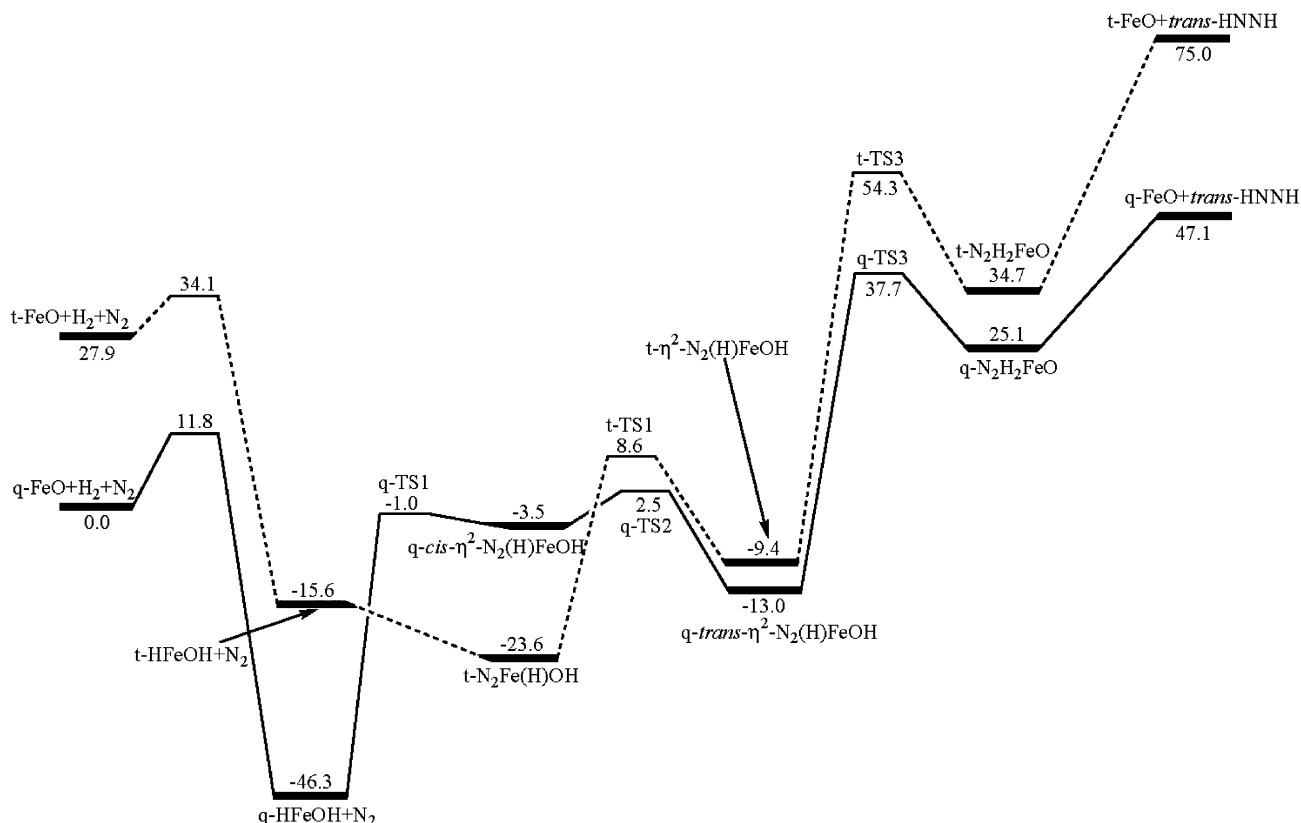 t-FeO+trans-HNNH
75.0
t-TS3
54.3
q-FeO+trans-HNNH
47.1
t-N₂H₂FeO
34.7
q-TS3
37.7
34.1
t-FeO+H₂+N₂
27.9
25.1
q-N₂H₂FeO
t-η²-N₂(H)FeOH
11.8
t-TS1
8.6
q-FeO+H₂+N₂
0.0
q-TS1
-1.0
-3.5
q-cis-η²-N₂(H)FeOH
2.5
q-TS2
-9.4
-13.0
q-trans-η²-N₂(H)FeOH
-15.6
t-HFeOH+N₂
-23.6
t-N₂Fe(H)OH
-46.3
q-HFeOH+N₂